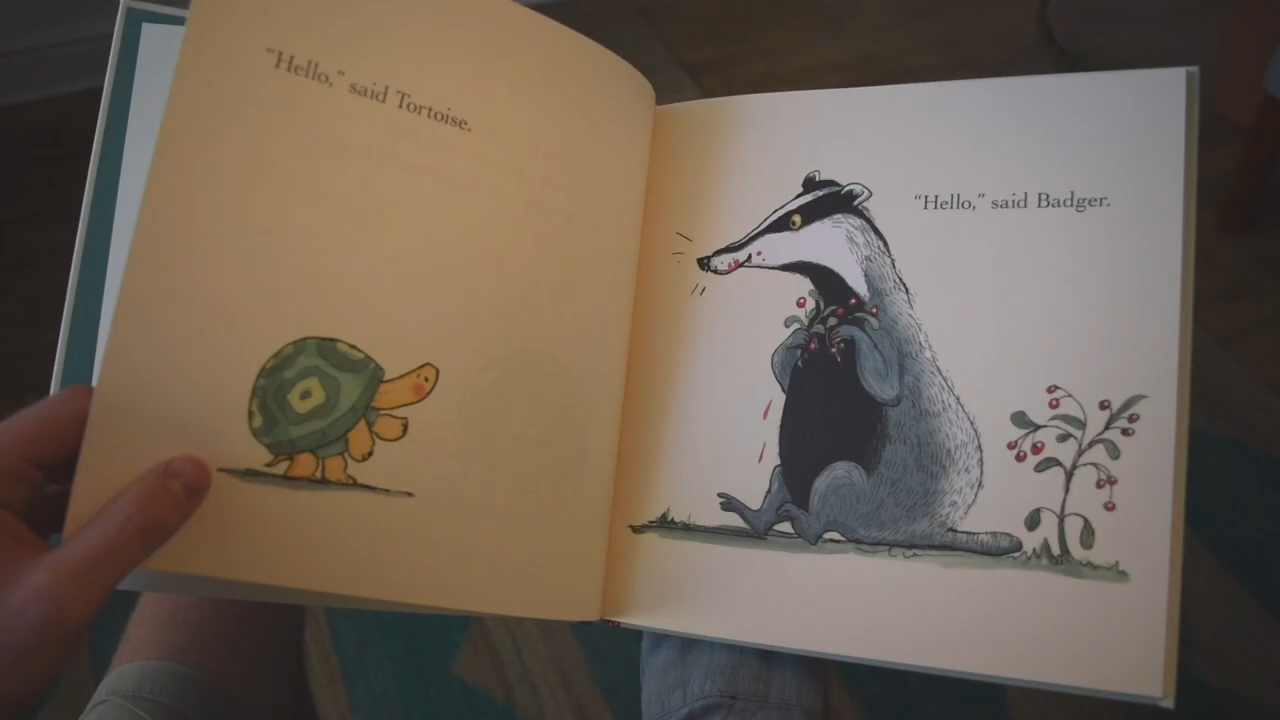 “Hello,” said Tortoise.
“Hello,” said Badger.